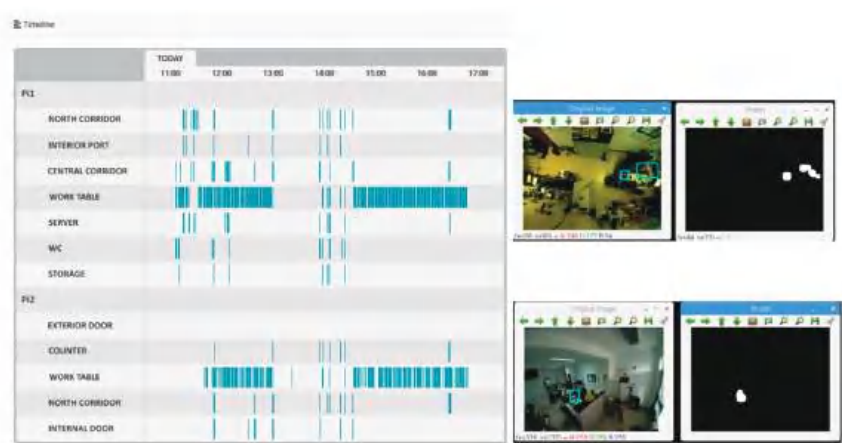 Timeline
TODAY
11:00 12:00 13:00 14:00 15:00 16:00 17:00
Pi1
NORTH CORRIDOR
INTERIOR PORT
CENTRAL CORRIDOR
WORK TABLE
SERVER
WC
STORAGE
Pi2
EXTERIOR DOOR
COUNTER
WORK TABLE
NORTH CORRIDOR
INTERNAL DOOR
Original Image